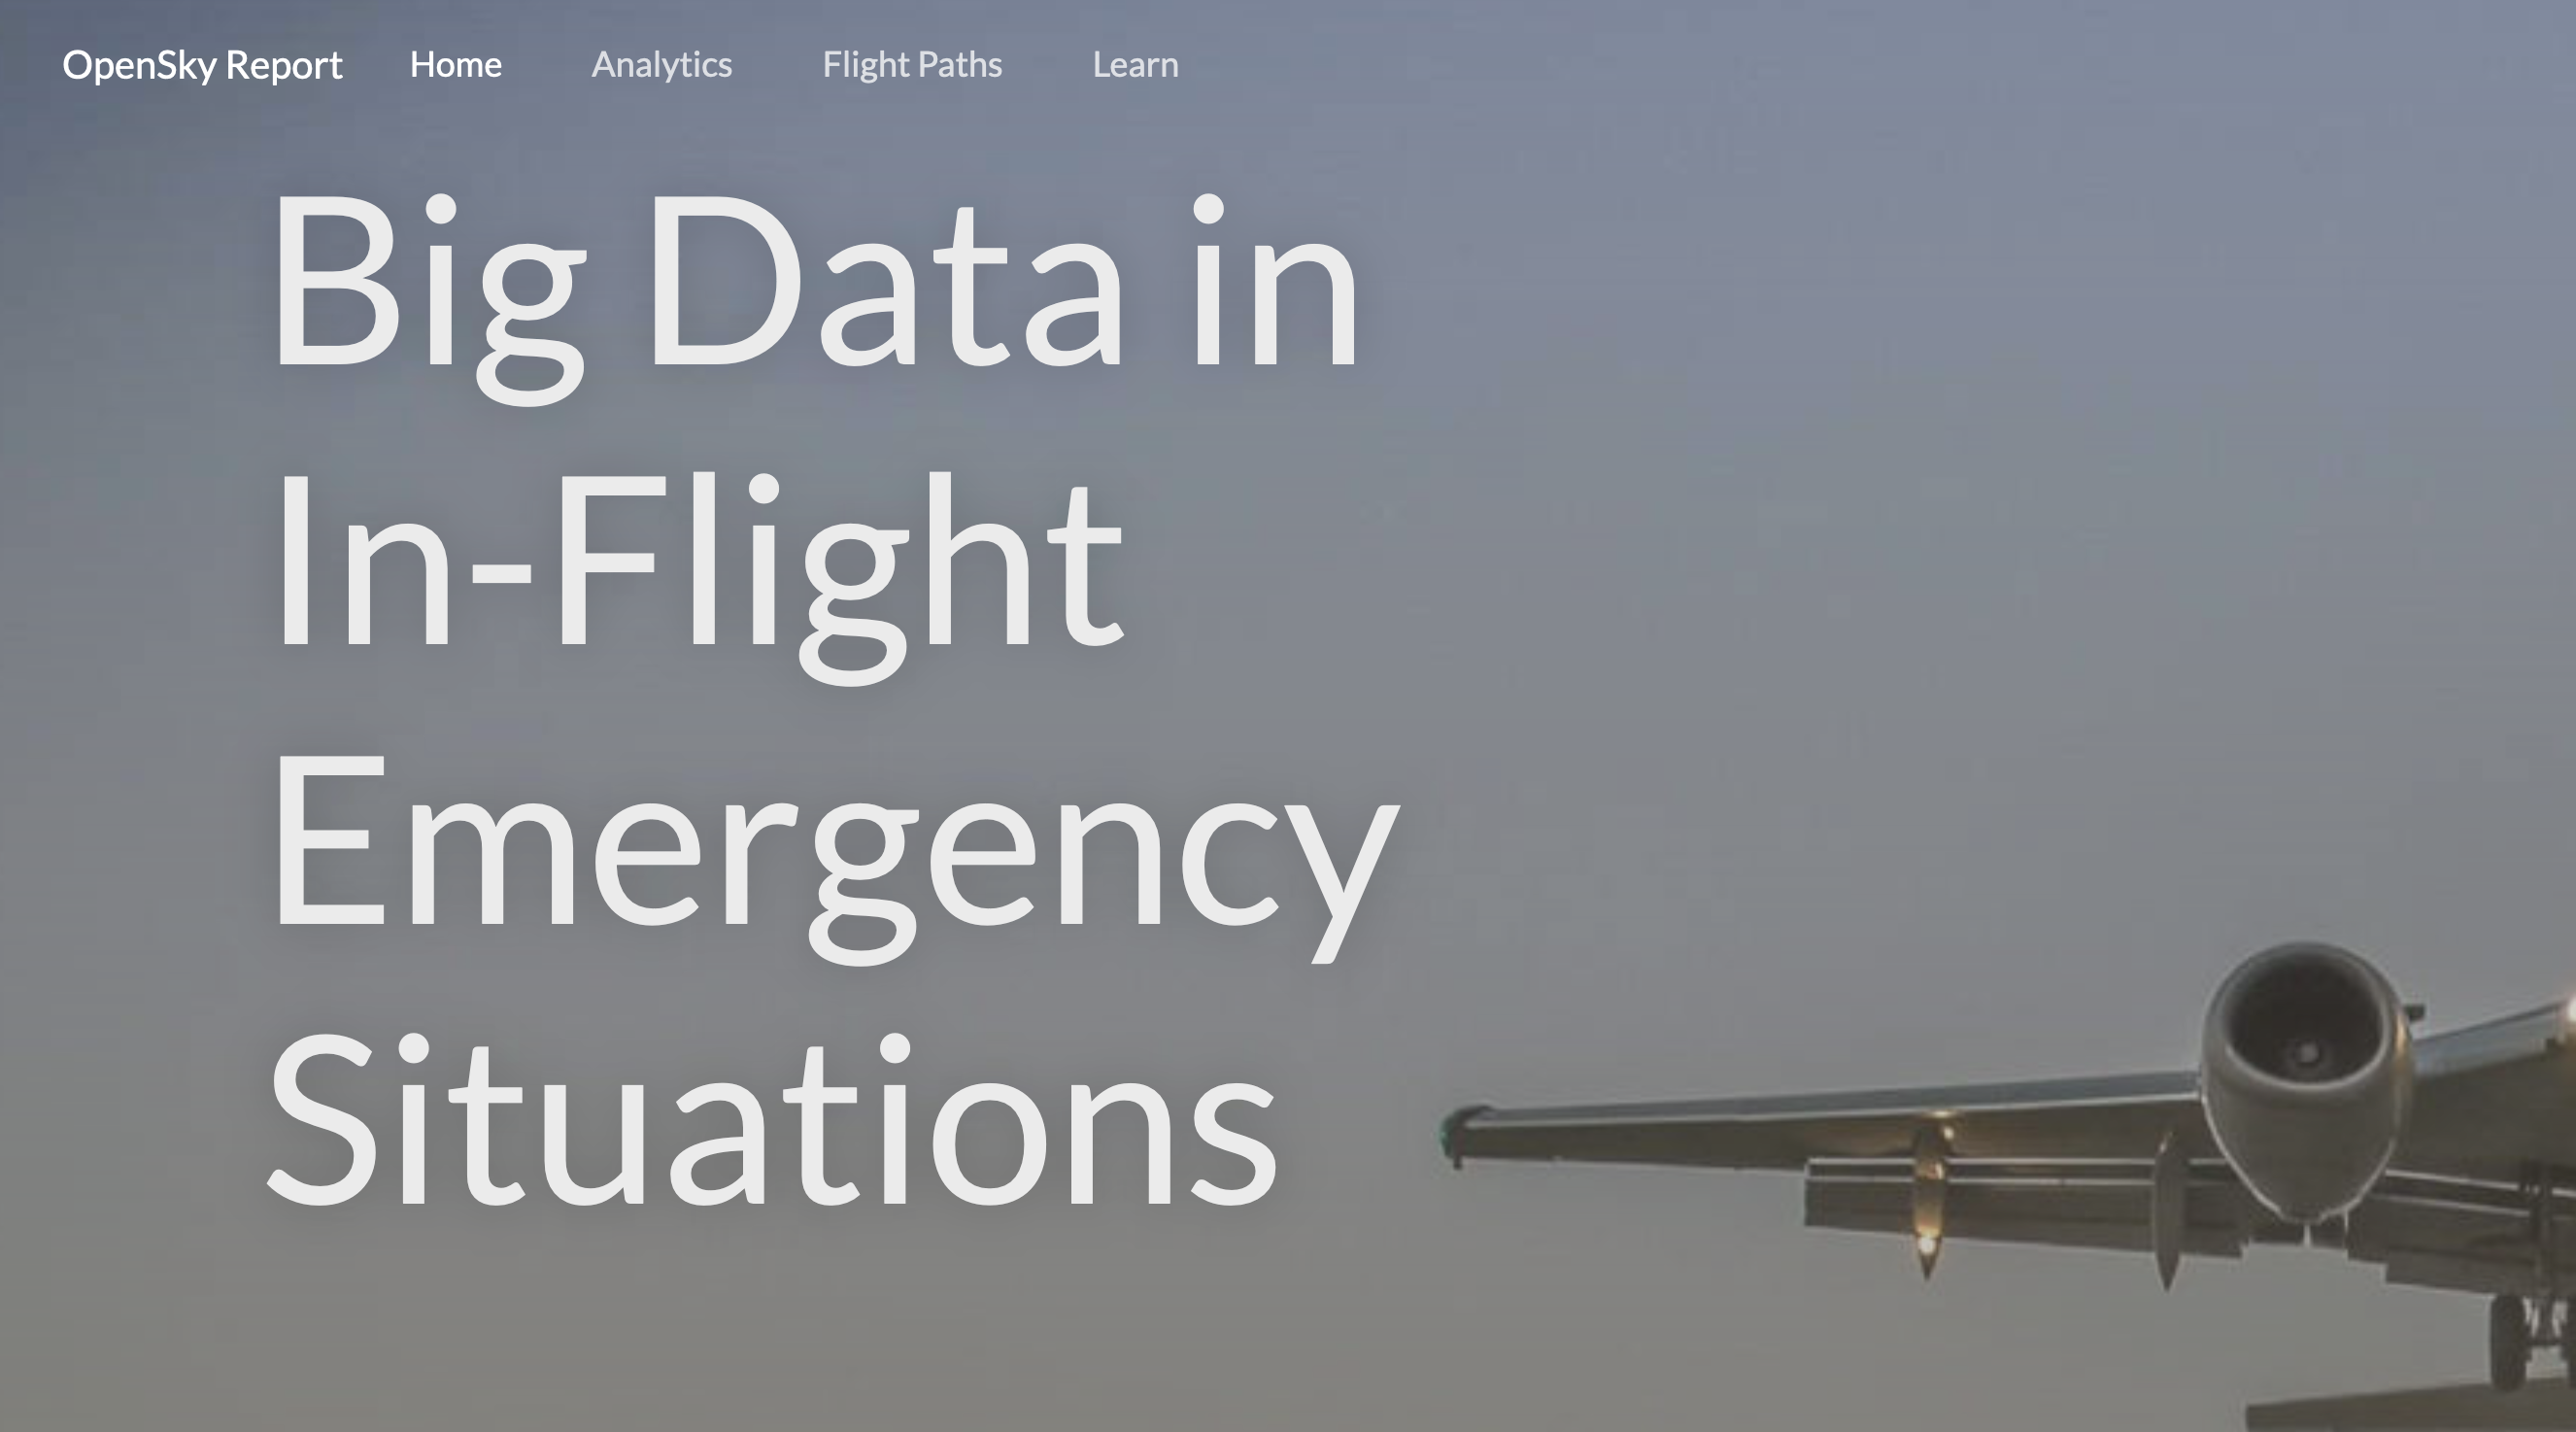 OpenSky Report Home Analytics Flight Paths Learn
Big Data in
In-Flight
Emergency
Situations